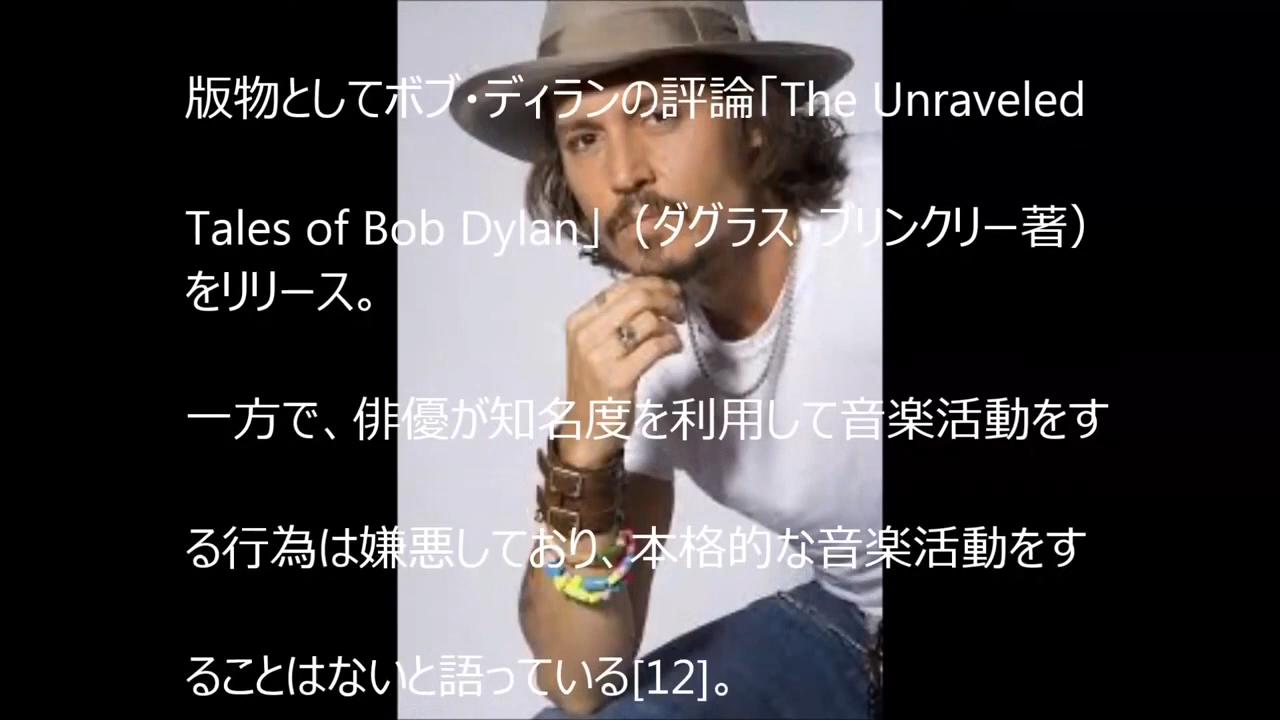 版物としてボブ・ディランの評論「The Unraveled
Tales of Bob Dylan」（ダグラス・ブリンクリー著）
をリリース。
一方で、俳優が知名度を利用して音楽活動をす
る行為は嫌悪しており、本格的な音楽活動をす
ることはないと語っている[12]。